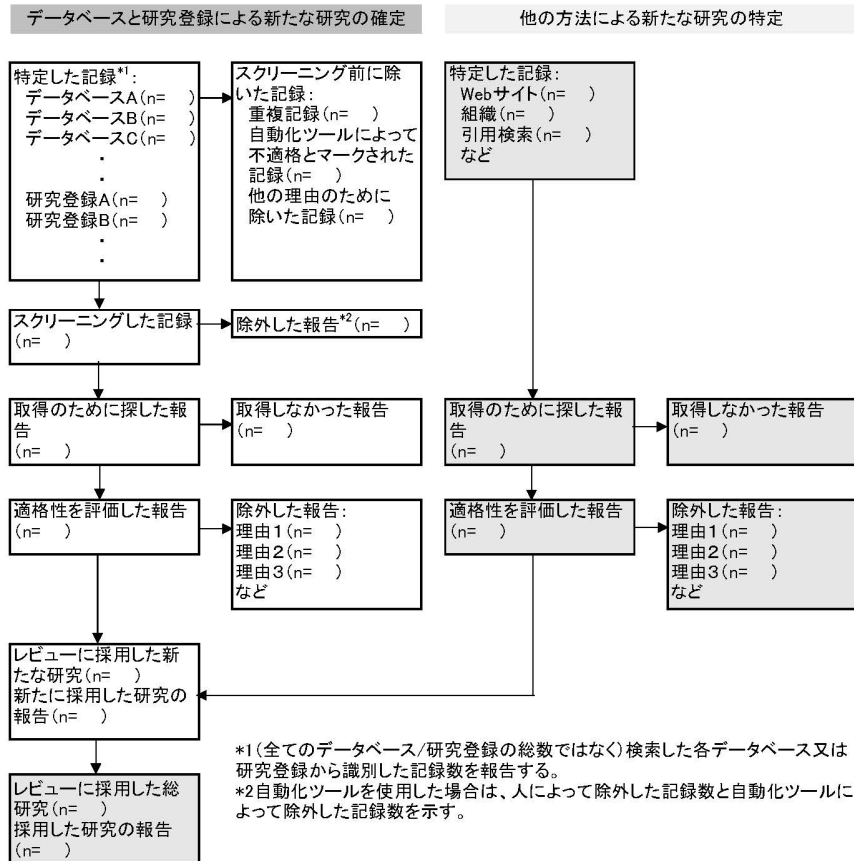 データベースと研究登録による新たな研究の確定
他の方法による新たな研究の特定
特定した記録*1:
データベースA(n=　)
データベースB(n=　)
データベースC(n=　)
・
・
研究登録A(n=　)
研究登録B(n=　)
・
・
スクリーニング前に除
いた記録:
重複記録(n=　)
自動化ツールによって
不適格とマークされた
記録(n=　)
他の理由のために
除いた記録(n=　)
特定した記録:
Webサイト(n=　)
組織(n=　)
引用検索(n=　)
など
スクリーニングした記録
(n=　)
除外した報告*2(n=　)
取得のために探した報
告
(n=　)
取得しなかった報告
(n=　)
取得のために探した報
告
(n=　)
取得しなかった報告
(n=　)
適格性を評価した報告
(n=　)
除外した報告:
理由1(n=　)
理由2(n=　)
理由3(n=　)
など
適格性を評価した報告
(n=　)
除外した報告:
理由1(n=　)
理由2(n=　)
理由3(n=　)
など
レビューに採用した新
たな研究(n=　)
新たに採用した研究の
報告(n=　)
レビューに採用した総
研究(n=　)
採用した研究の報告
(n=　)
*1(全てのデータベース/研究登録の総数ではなく)検索した各データベース又は
研究登録から識別した記録数を報告する。
*2自動化ツールを使用した場合は、人によって除外した記録数と自動化ツールに
よって除外した記録数を示す。